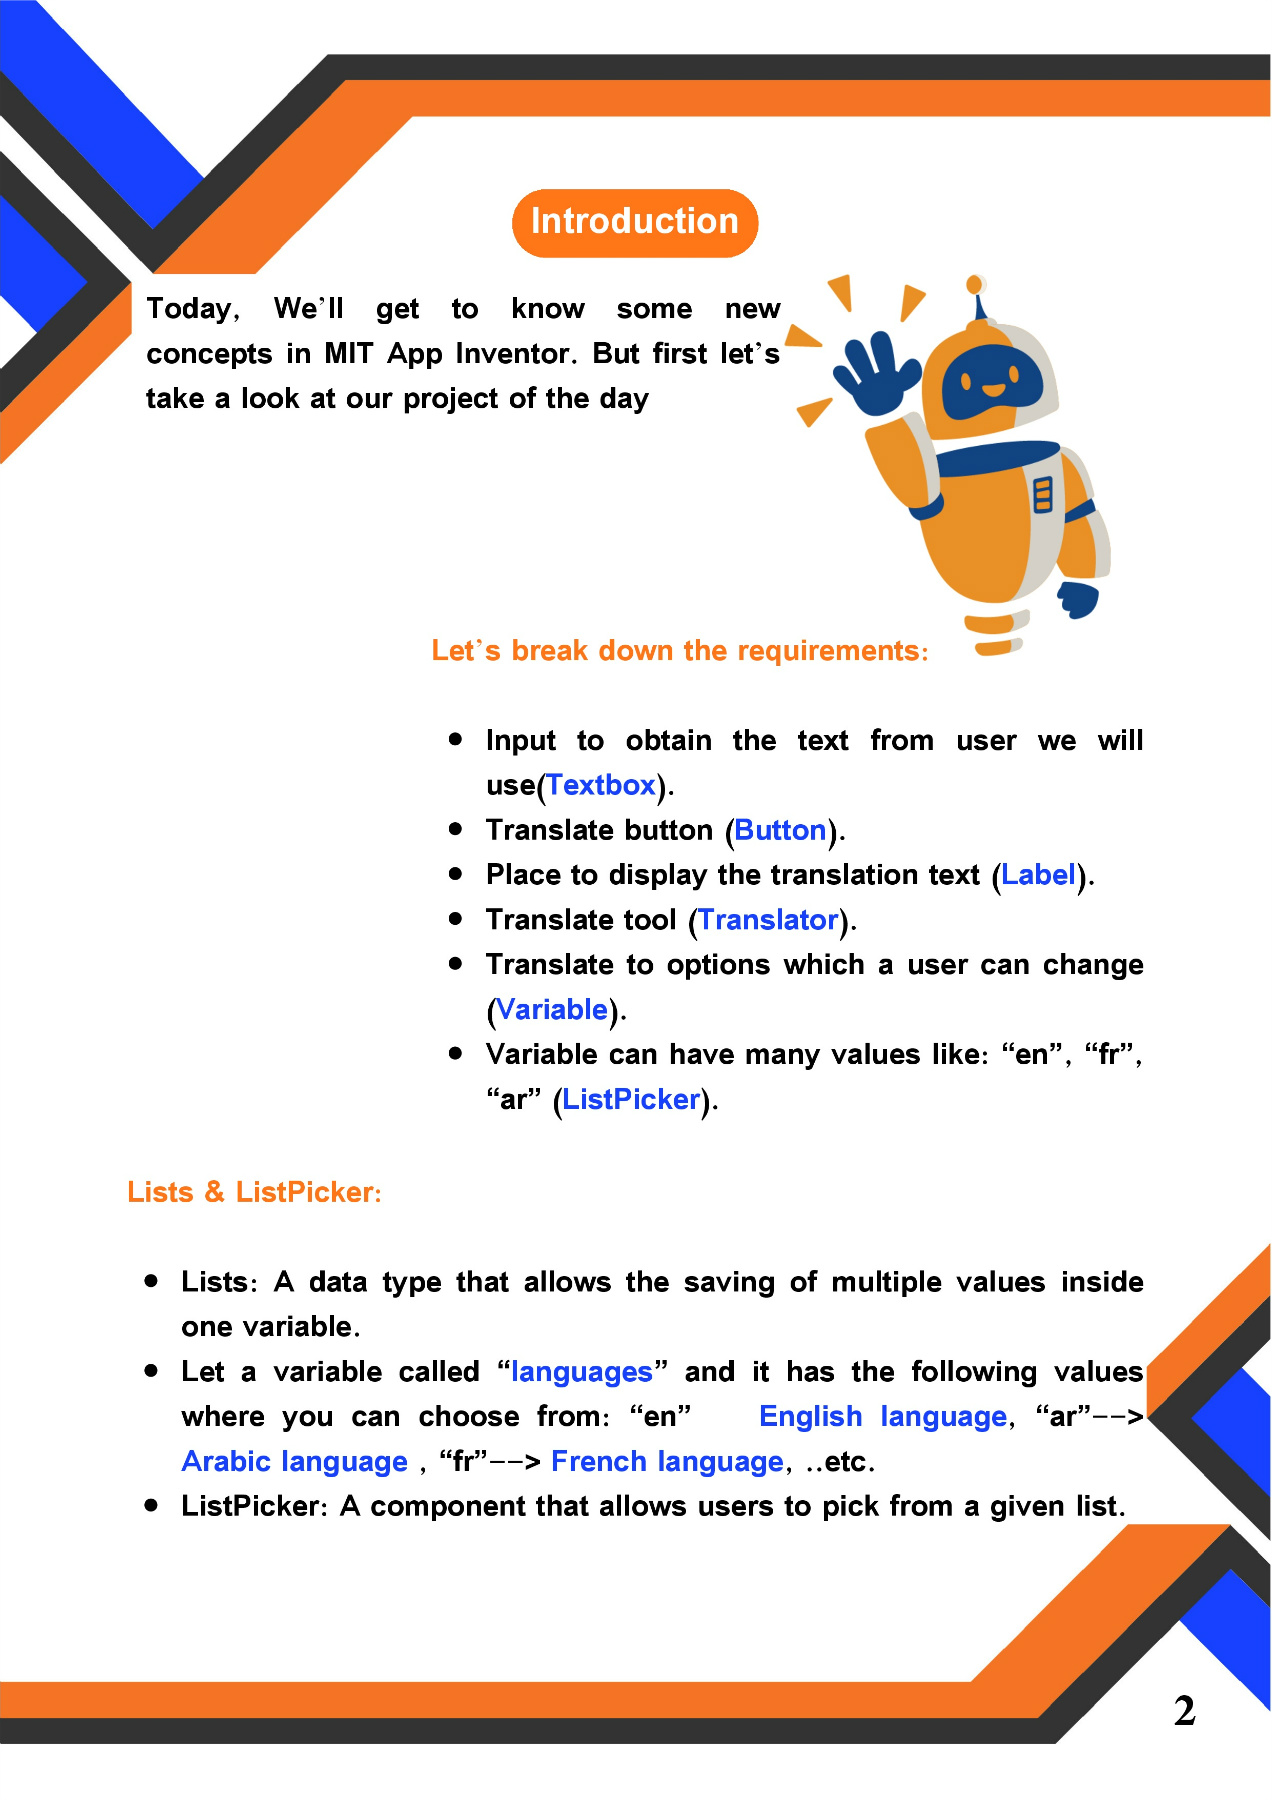 Introduction
Today, We’ll get to know some new
concepts in MIT App Inventor. But first let’s
take a look at our project of the day
Let’s break down the requirements:
• Input to obtain the text from user we will
use(Textbox).
• Translate button (Button).
• Place to display the translation text (Label).
• Translate tool (Translator).
• Translate to options which a user can change
(Variable).
• Variable can have many values like: “en”, “fr”,
“ar” (ListPicker).
Lists & ListPicker:
• Lists: A data type that allows the saving of multiple values inside
one variable.
• Let a variable called “languages” and it has the following values
where you can choose from: “en” English language, “ar”-->
Arabic language , “fr”--> French language, ..etc.
• ListPicker: A component that allows users to pick from a given list.
2